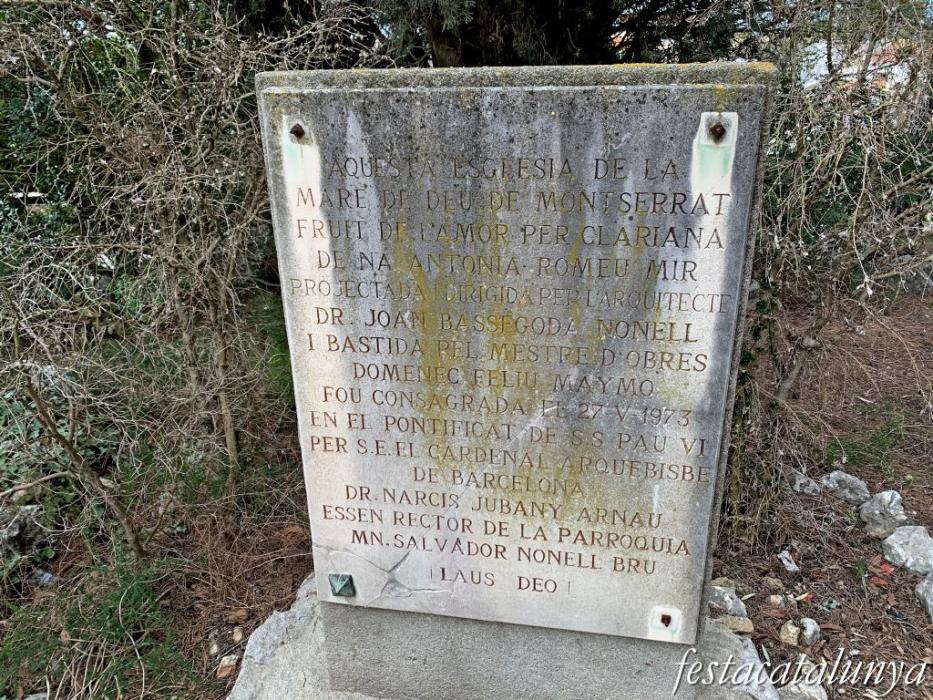 AQUESTA ESGLESIA DE LA
MARE DE DEU DE MONTSERRAT
FRUIT DE L'AMOR PER CLARIANA
DE NA ANTONIA ROMEU MIR
PROJECTADA I DIRIGIDA PER L'ARQUITECTE
DR. JOAN BASSEGODA NONELL
I BASTIDA PEL MESTRE D'OBRES
DOMENEC FELIU MAYMO
FOU CONSAGRADA EL 27·V·1973
EN EL PONTIFICAT DE S.S. PAU VI
PER S.E. EL CARDENAL ARQUEBISBE
DE BARCELONA
DR. NARCIS JUBANY ARNAU
ESSEN RECTOR DE LA PARROQUIA
MN. SALVADOR NONELL BRU
¡LAUS DEO!
festacatalunya